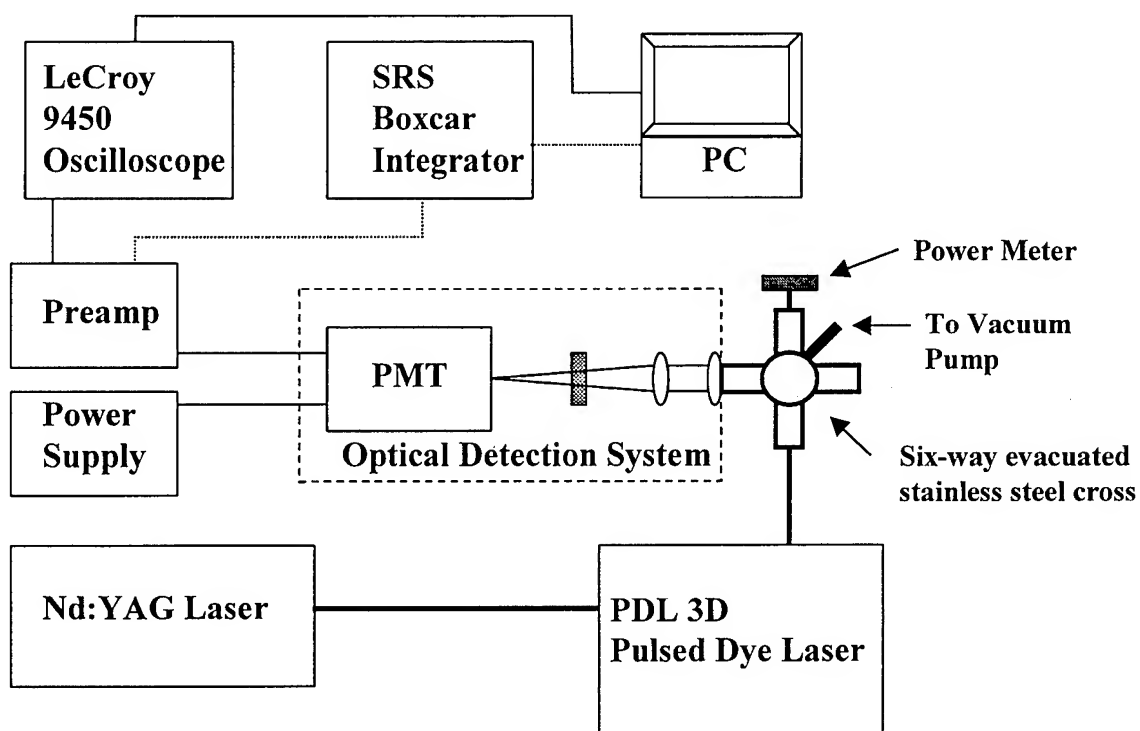 LeCroy
9450
Oscilloscope
SRS
Boxcar
Integrator
PC
Power Meter
Preamp
To Vacuum
Pump
PMT
Power
Supply
Optical Detection System
Six-way evacuated
stainless steel cross
Nd:YAG Laser
PDL 3D
Pulsed Dye Laser